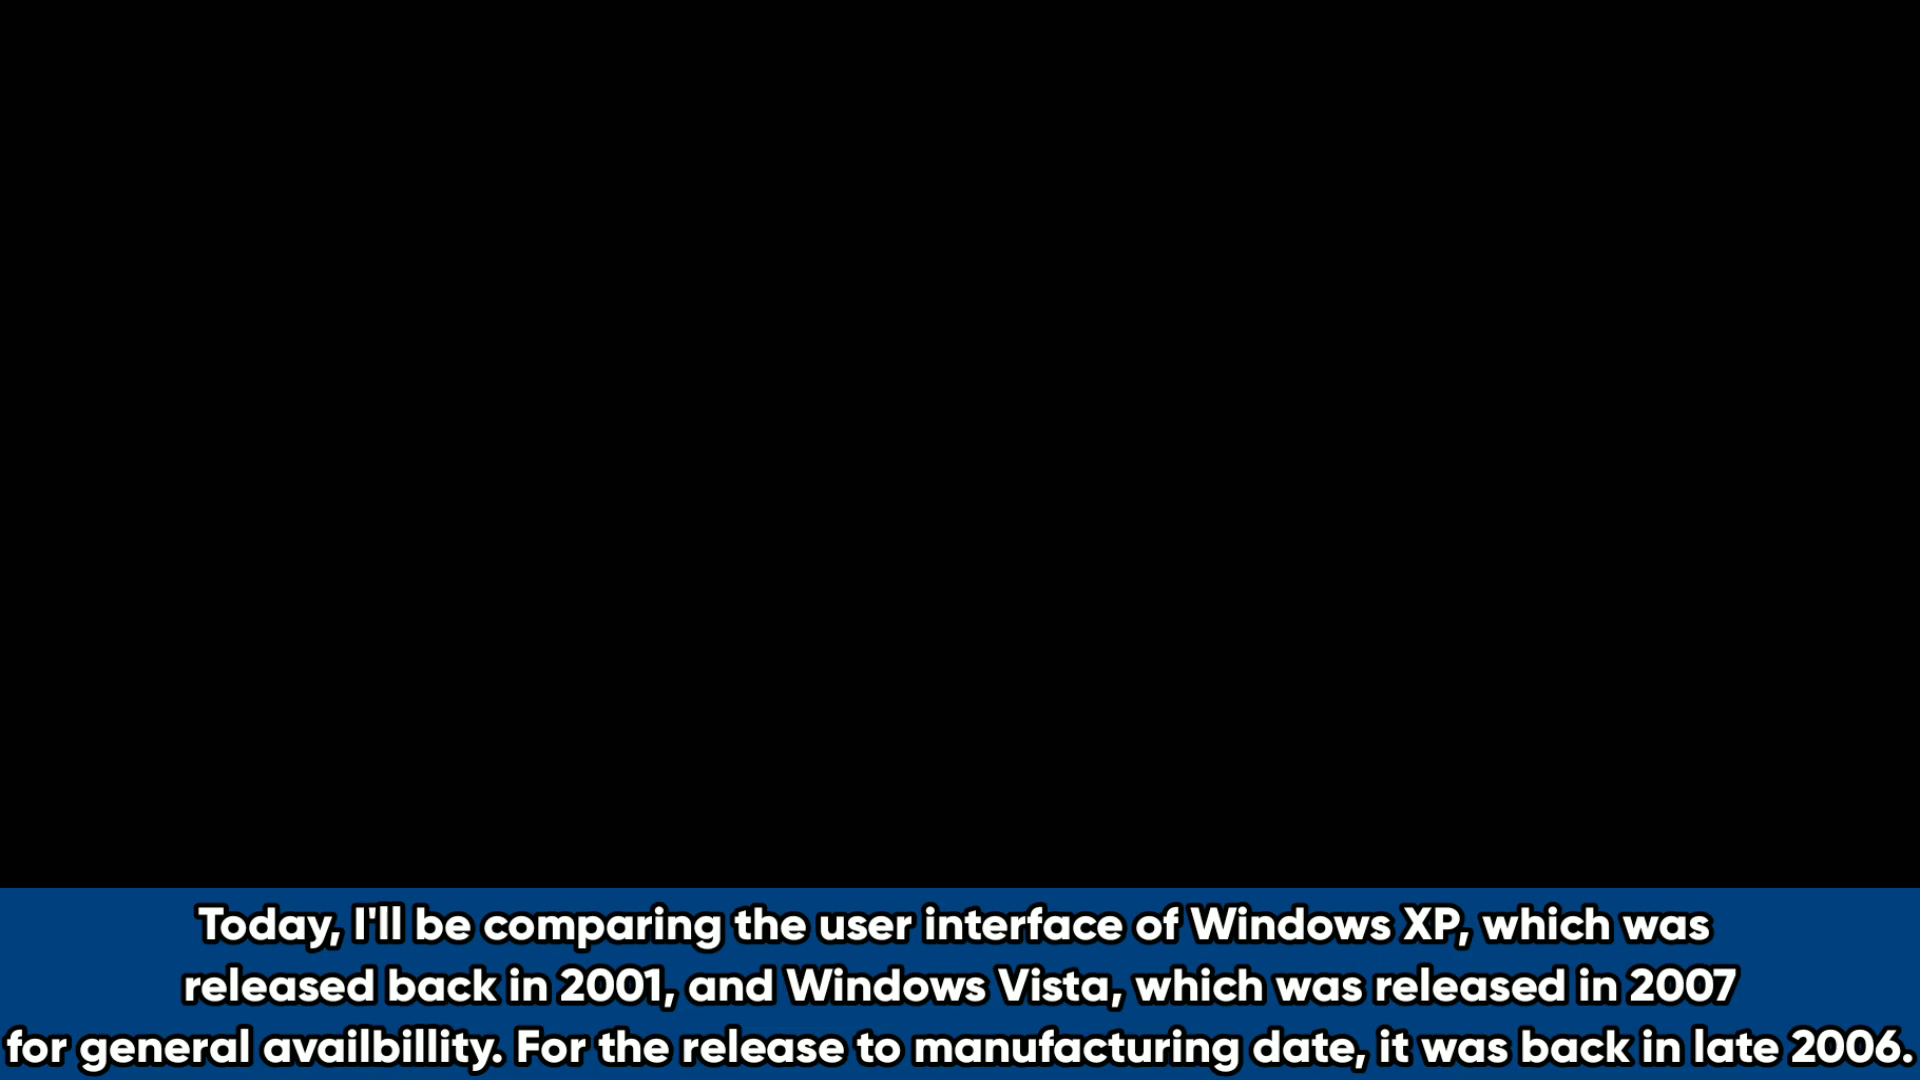 Today, I'll be comparing the user interface of Windows XP, which was
released back in 2001, and Windows Vista, which was released in 2007
for general availbillity. For the release to manufacturing date, it was back in late 2006.